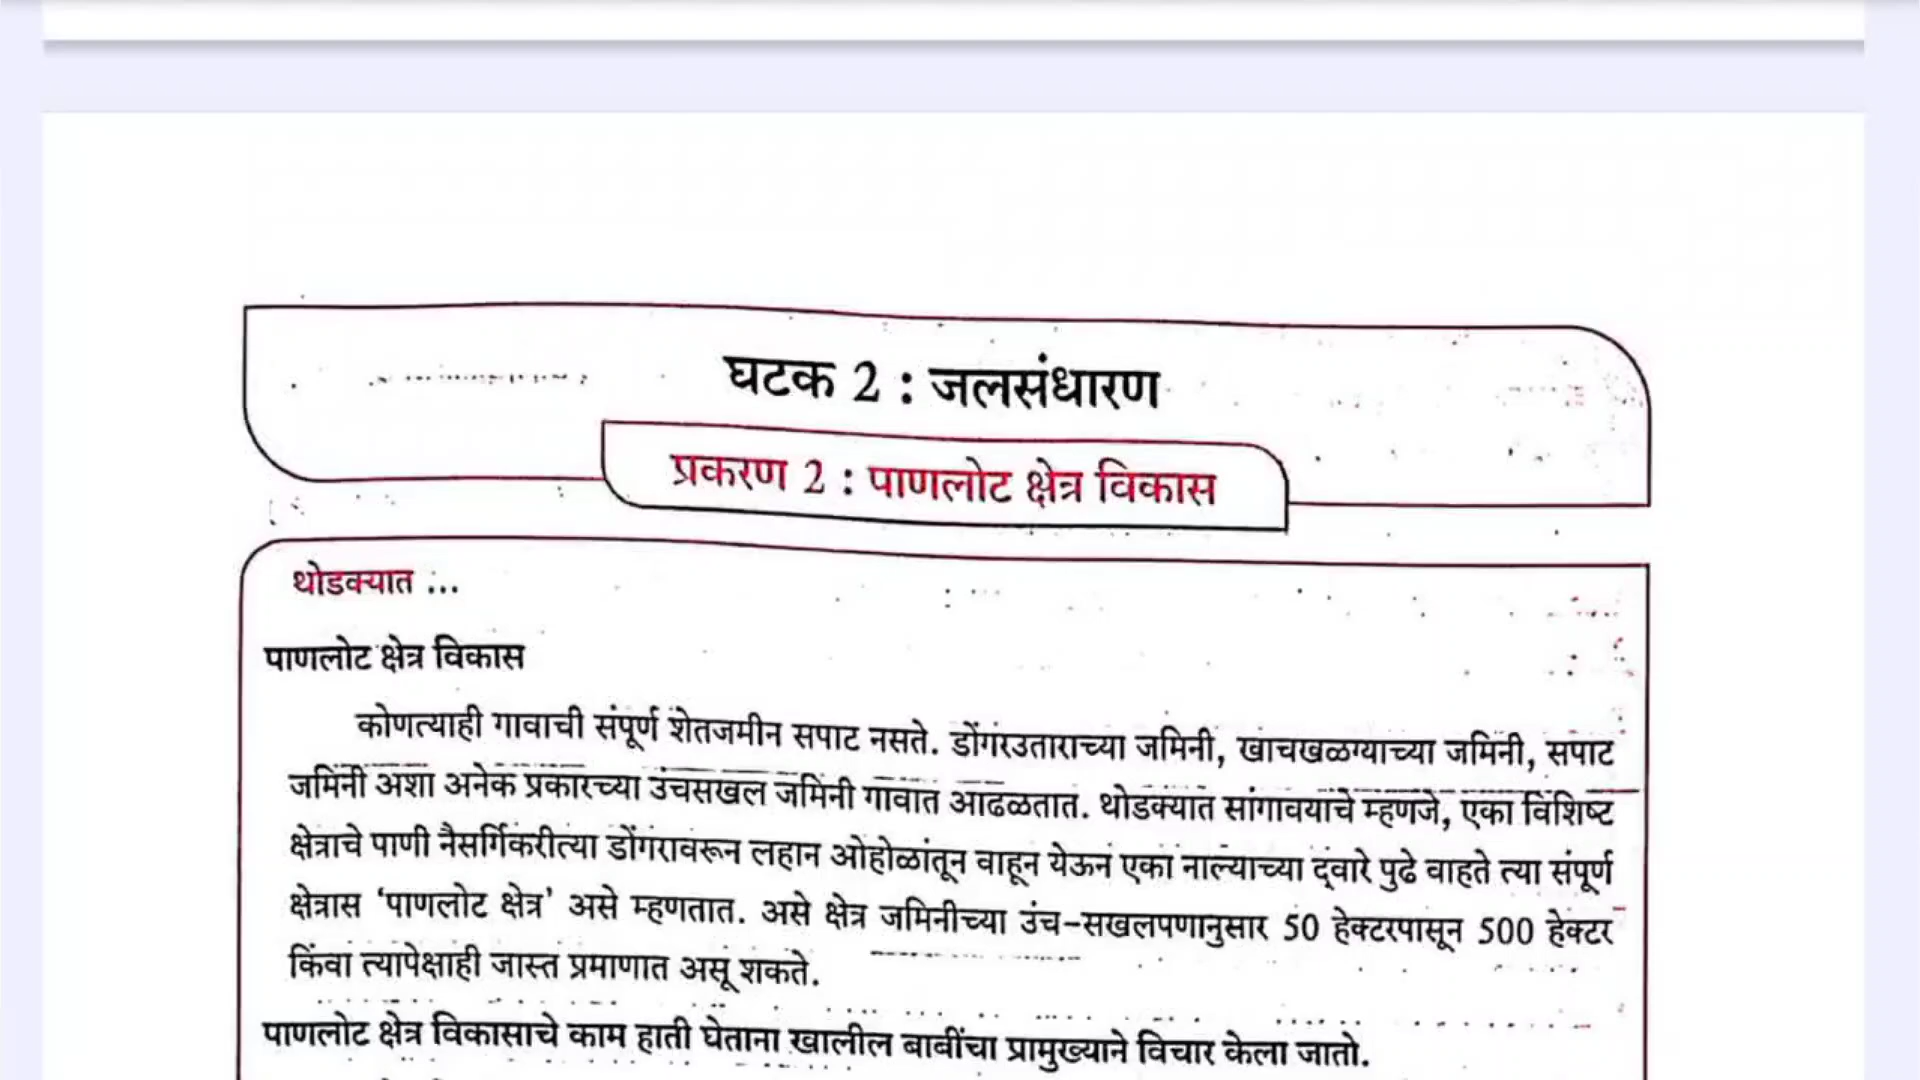 घटक 2 : जलसंधारण
प्रकरण 2 : पाणलोट क्षेत्र विकास
थोडक्यात ...
पाणलोट क्षेत्र विकास
कोणत्याही गावाची संपूर्ण शेतजमीन सपाट नसते. डोंगरउताराच्या जमिनी, खाचखळग्याच्या जमिनी, सपाट
जमिनी अशा अनेक प्रकारच्या उंचसखल जमिनी गावात आढळतात. थोडक्यात सांगावयाचे म्हणजे, एका विशिष्ट
क्षेत्राचे पाणी नैसर्गिकरीत्या डोंगरावरून लहान ओहोळांतून वाहून येऊन एका नाल्याच्या द्वारे पुढे वाहते त्या संपूर्ण
क्षेत्रास ‘पाणलोट क्षेत्र’ असे म्हणतात. असे क्षेत्र जमिनीच्या उंच-सखलपणानुसार 50 हेक्टरपासून 500 हेक्टर
किंवा त्यापेक्षाही जास्त प्रमाणात असू शकते.
पाणलोट क्षेत्र विकासाचे काम हाती घेताना खालील बाबींचा प्रामुख्याने विचार केला जातो.